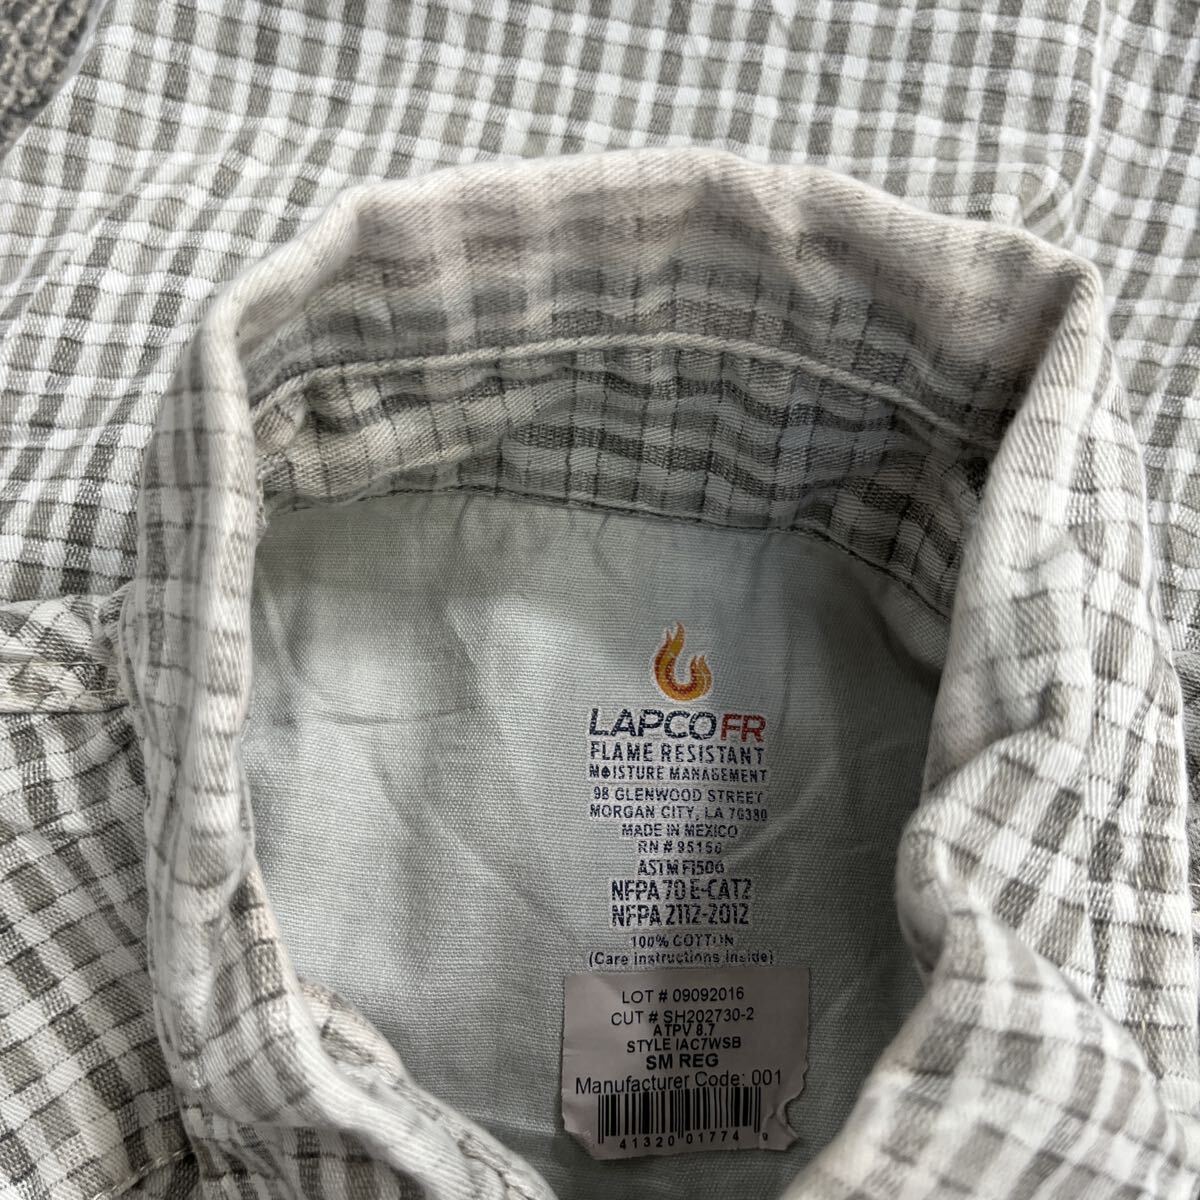 LAPCO FR
FLAME RESISTANT
MOISTURE MANAGEMENT
98 GLENWOOD STREET
MORGAN CITY, LA 70380
MADE IN MEXICO
RN # 95156
ASTM F1506
NFPA 70 E-CAT2
NFPA 2112-2012
100% COTTON
(Care instructions inside)
LOT # 09092016
CUT # SH202730-2
ATPV 8.7
STYLE IAC7WSB
SM REG
Manufacturer Code: 001
41320 01774 9